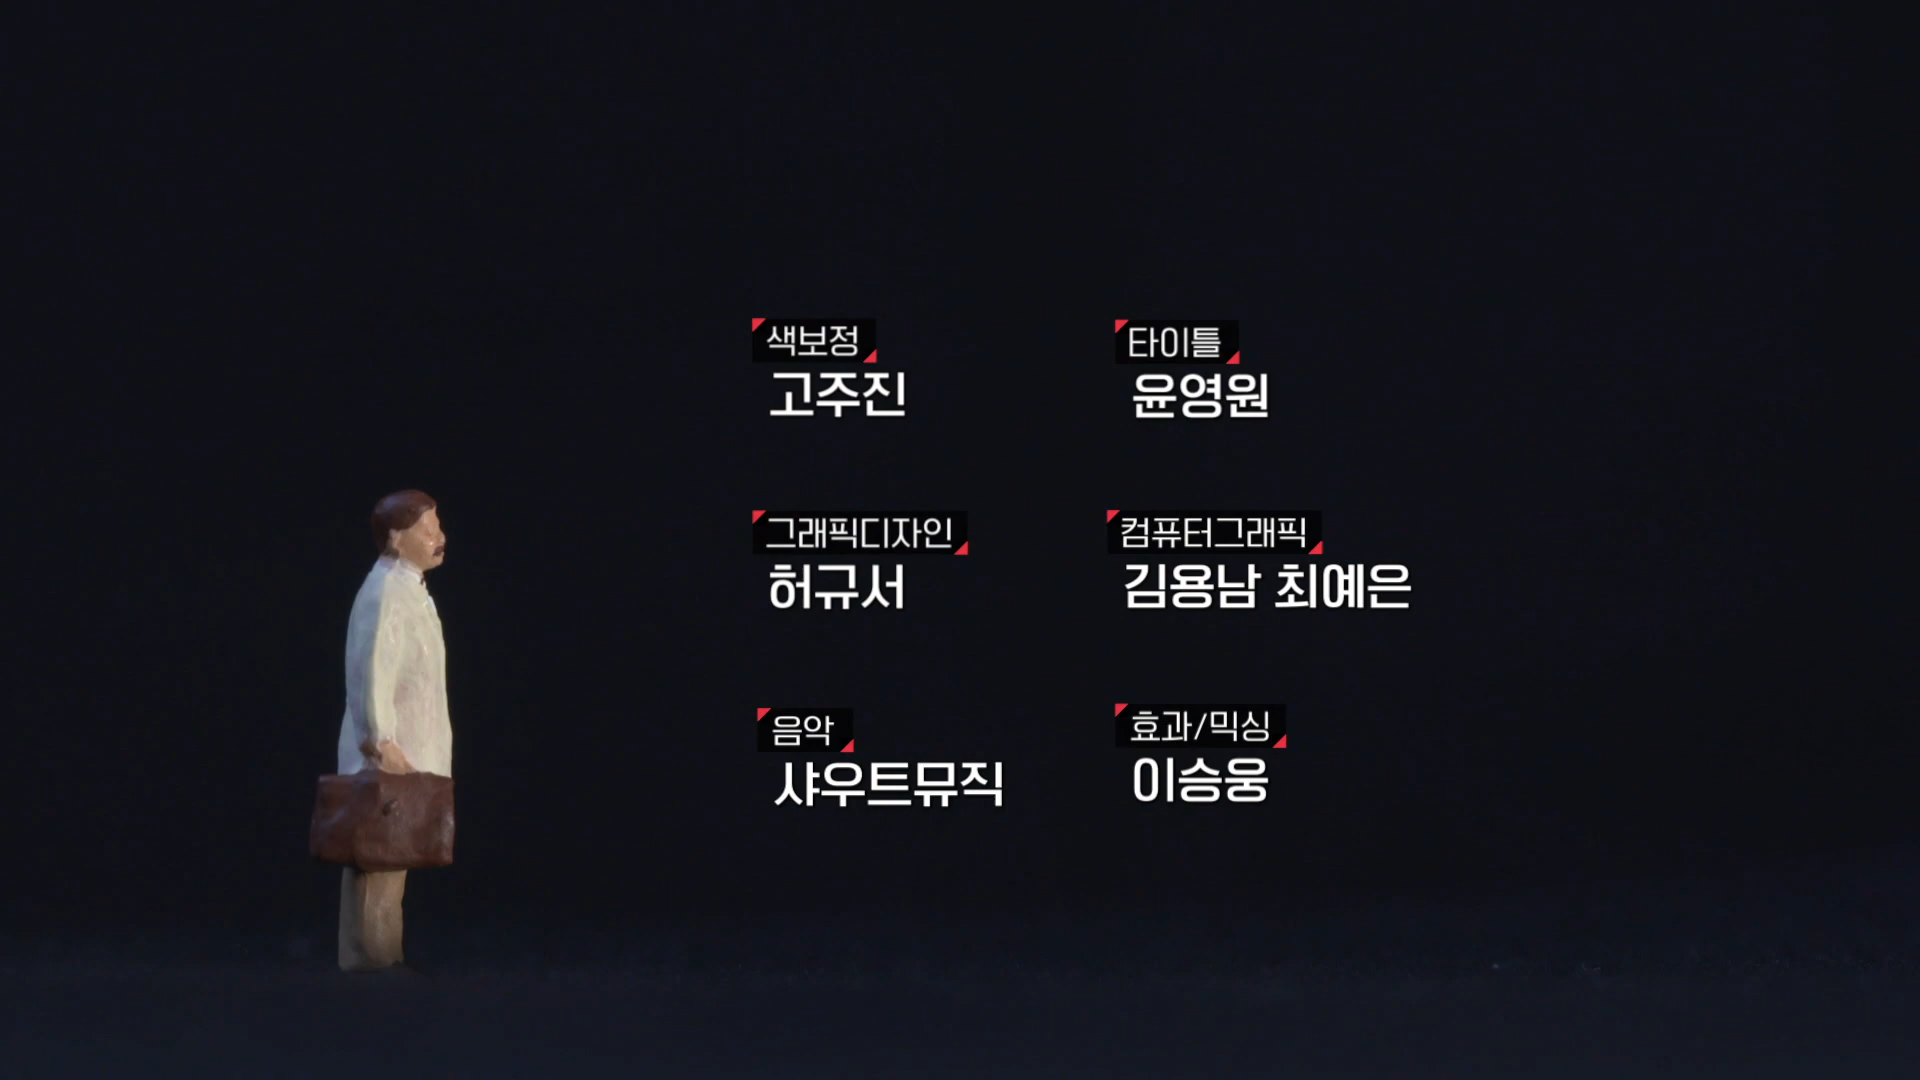 색보정
고주진
타이틀
윤영원
그래픽디자인
허규서
컴퓨터그래픽
김용남 최예은
음악
샤우트뮤직
효과/믹싱
이승웅